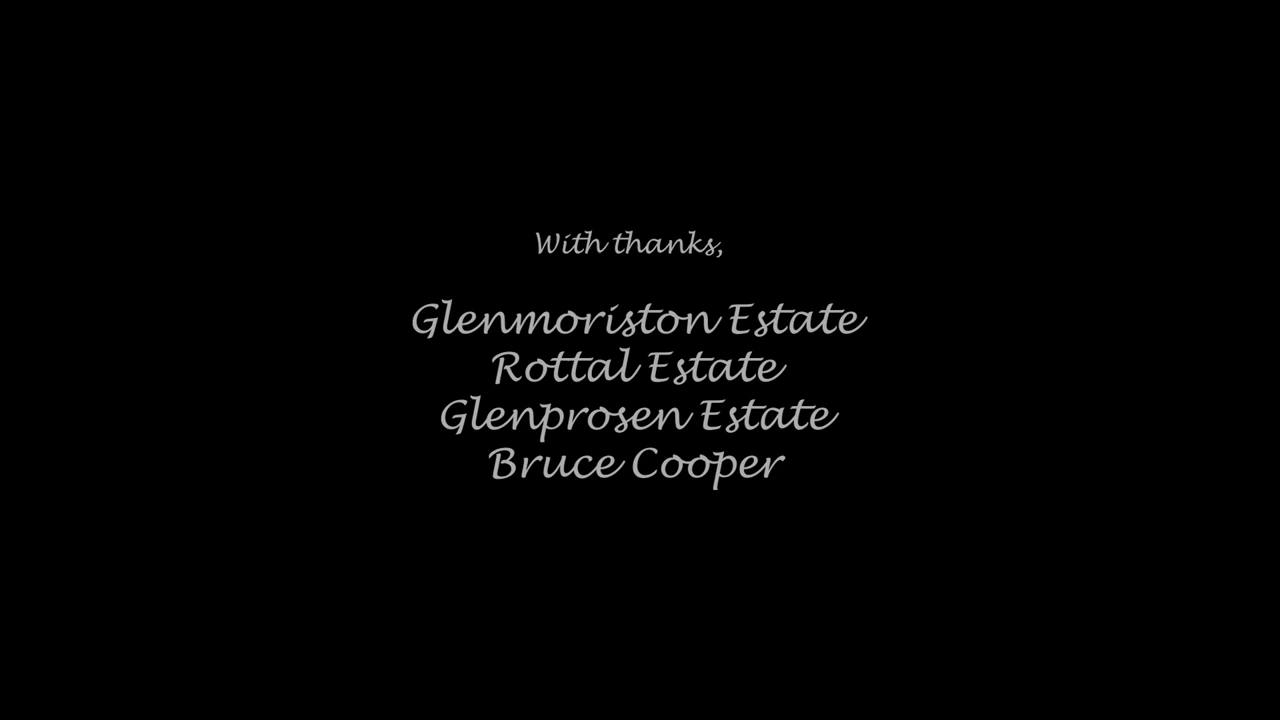 With thanks,
Glenmoriston Estate
Rottal Estate
Glenprosen Estate
Bruce Cooper